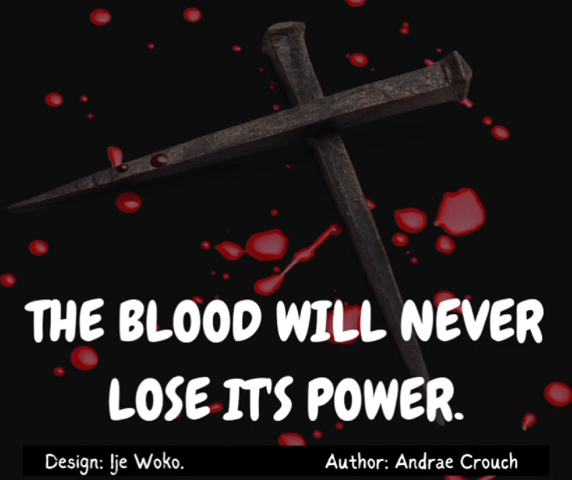 THE BLOOD WILL NEVER
LOSE IT'S POWER.
Design: Ije Woko.
Author: Andrae Crouch